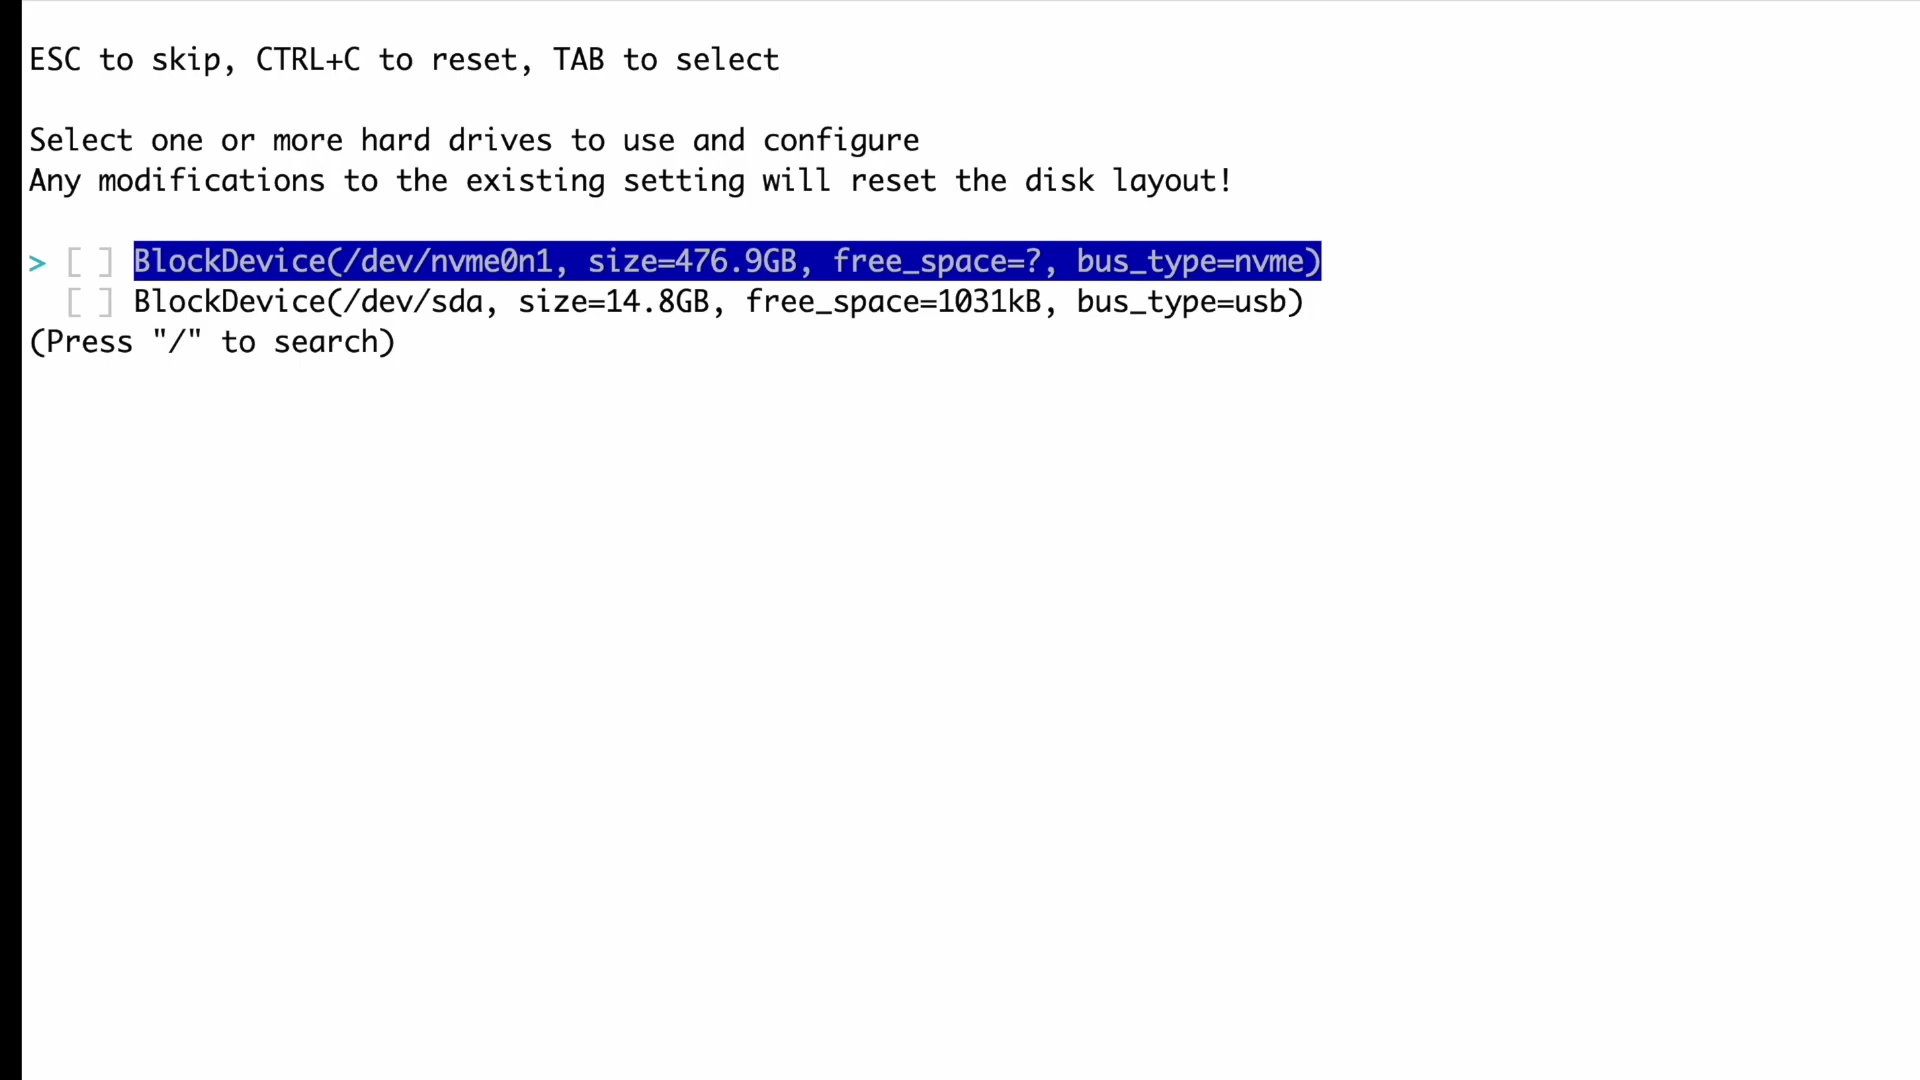 ESC to skip, CTRL+C to reset, TAB to select
Select one or more hard drives to use and configure
Any modifications to the existing setting will reset the disk layout!
> [ ] BlockDevice(/dev/nvme0n1, size=476.9GB, free_space=?, bus_type=nvme)
[ ] BlockDevice(/dev/sda, size=14.8GB, free_space=1031kB, bus_type=usb)
(Press "/" to search)